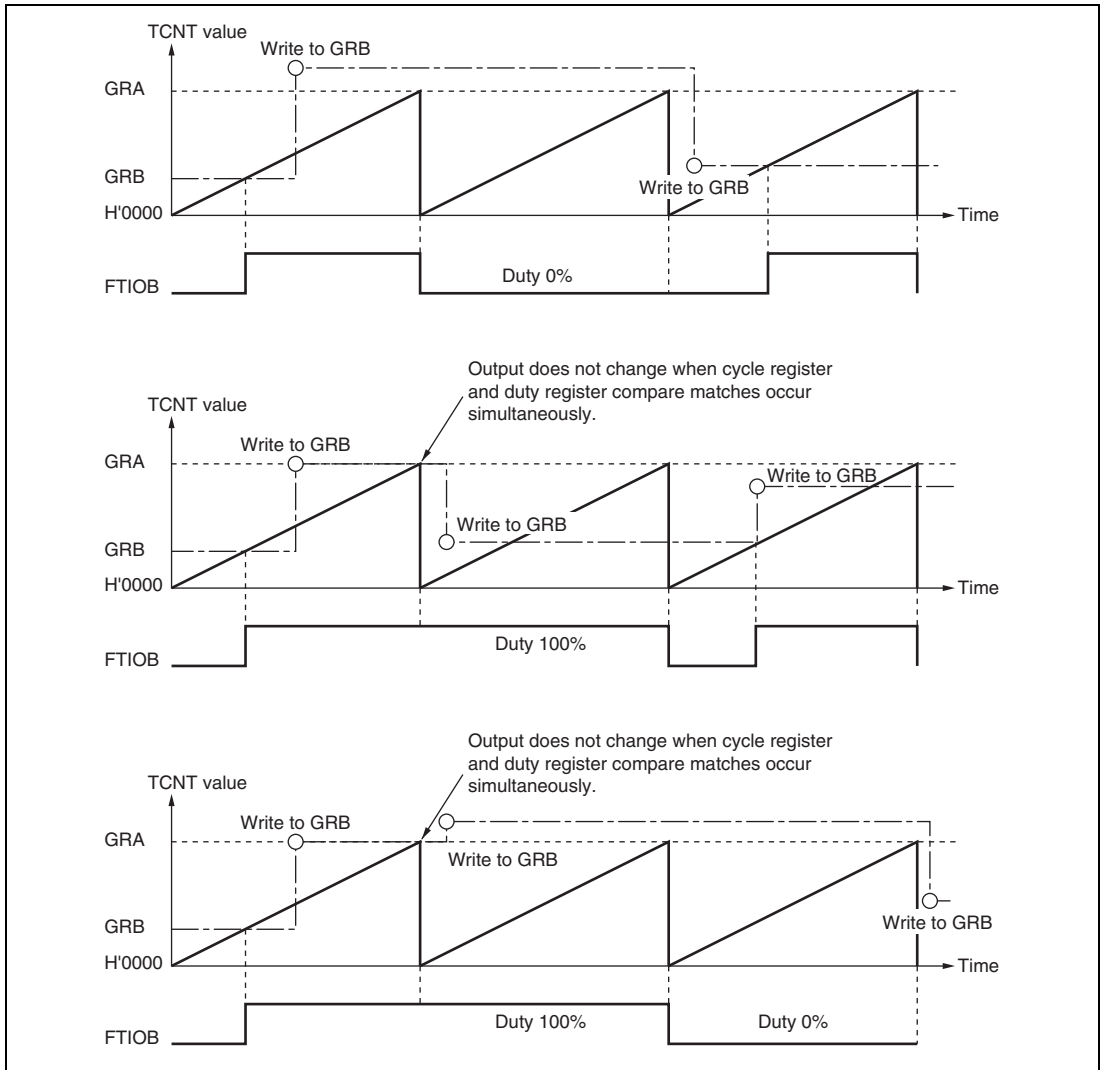 TCNT value
Write to GRB
GRA
GRB
Write to GRB
H'0000
Time
Duty 0%
FTIOB
Output does not change when cycle register
and duty register compare matches occur
simultaneously.
TCNT value
Write to GRB
GRA
Write to GRB
Write to GRB
GRB
H'0000
Time
Duty 100%
FTIOB
Output does not change when cycle register
and duty register compare matches occur
simultaneously.
TCNT value
Write to GRB
GRA
Write to GRB
GRB
Write to GRB
H'0000
Time
Duty 100%
Duty 0%
FTIOB